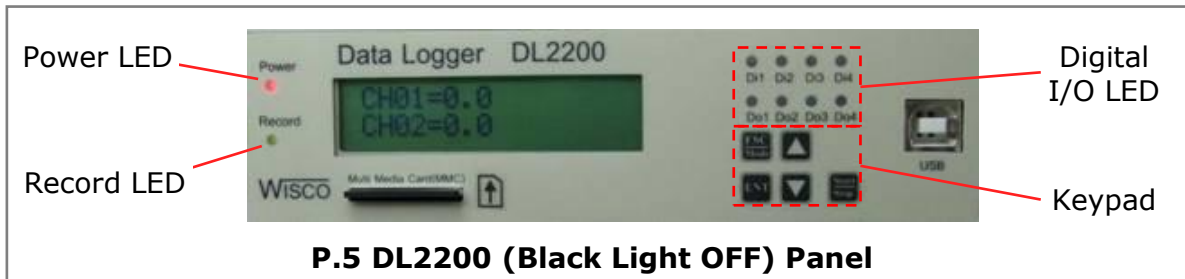 Power LED
Record LED
Power
Record
Data Logger DL2200
CH01=0.0
CH02=0.0
WISCO
Multi Media Card(MMC)
Di1 Di2 Di3 Di4
Do1 Do2 Do3 Do4
ENT
USB
Digital
I/O LED
Keypad
P.5 DL2200 (Black Light OFF) Panel